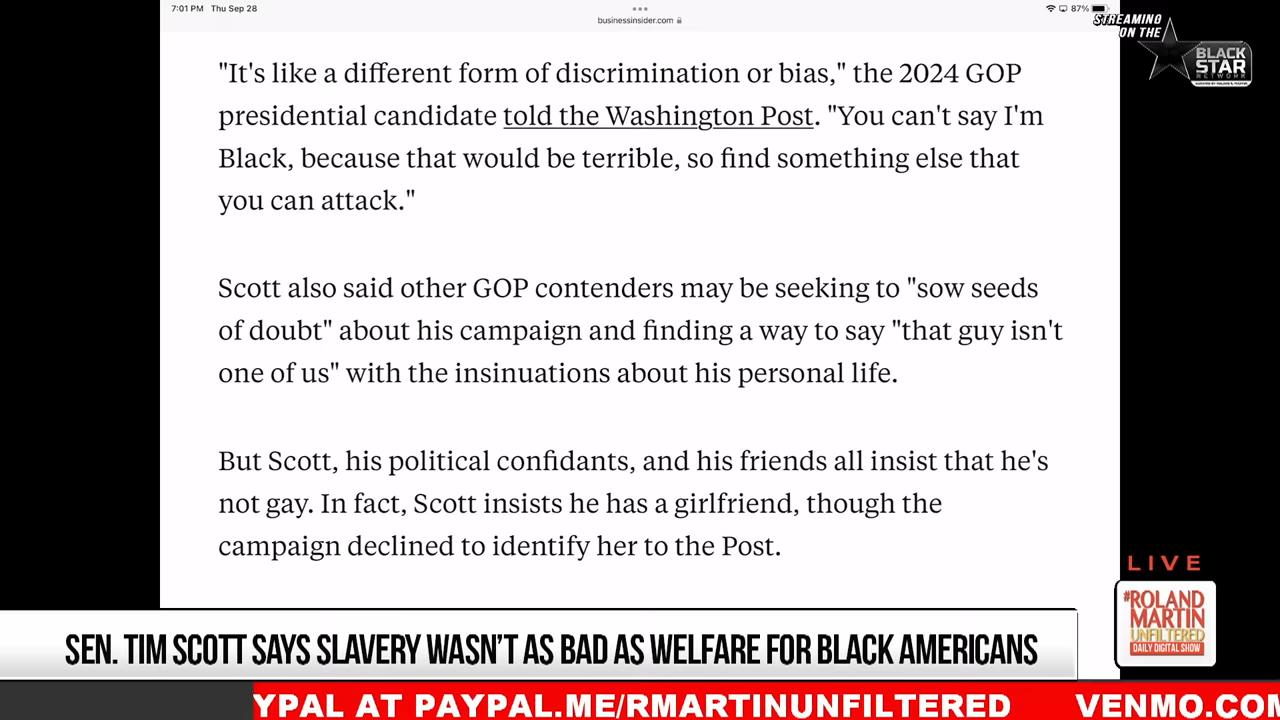 7:01 PM Thu Sep 28
businessinsider.com
87%
STREAMING
ON THE
BLACK
STAR
NETWORK
"It's like a different form of discrimination or bias," the 2024 GOP
presidential candidate told the Washington Post. "You can't say I'm
Black, because that would be terrible, so find something else that
you can attack."
Scott also said other GOP contenders may be seeking to "sow seeds
of doubt" about his campaign and finding a way to say "that guy isn't
one of us" with the insinuations about his personal life.
But Scott, his political confidants, and his friends all insist that he's
not gay. In fact, Scott insists he has a girlfriend, though the
campaign declined to identify her to the Post.
LIVE
#ROLAND
MARTIN
UNFILTERED
DAILY DIGITAL SHOW
SEN. TIM SCOTT SAYS SLAVERY WASN'T AS BAD AS WELFARE FOR BLACK AMERICANS
YPAL AT PAYPAL.ME/RMARTINUNFILTERED VENMO.CO